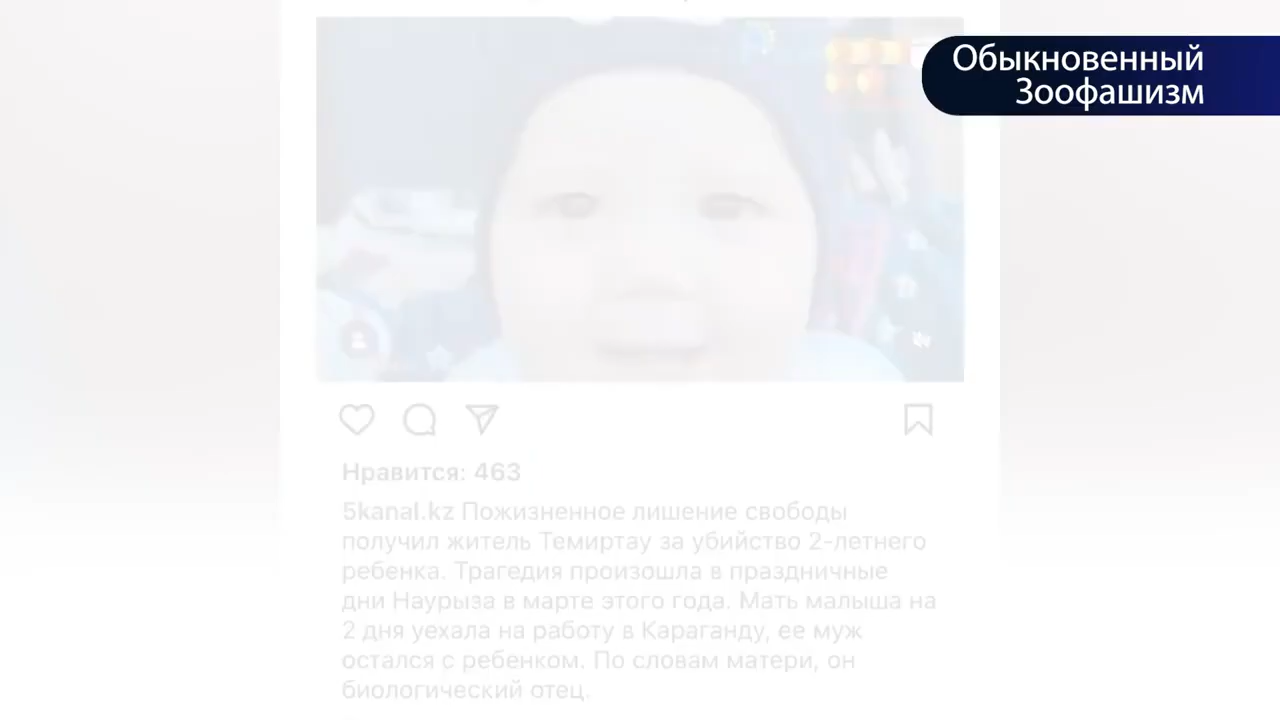 Обыкновенный
Зоофашизм
Нравится: 463
5kanal.kz Пожизненное лишение свободы
получил житель Темиртау за убийство 2-летнего
ребенка. Трагедия произошла в праздничные
дни Наурыза в марте этого года. Мать малыша на
2 дня уехала на работу в Караганду, ее муж
остался с ребенком. По словам матери, он
биологический отец.